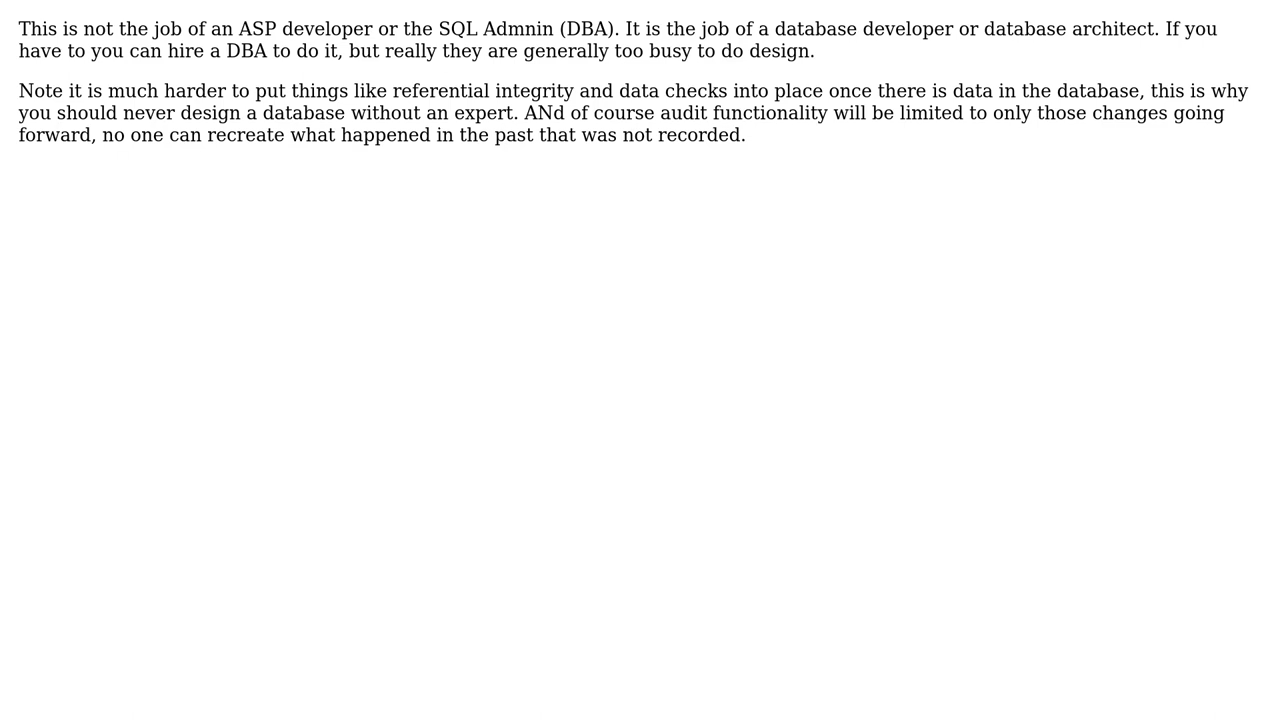 This is not the job of an ASP developer or the SQL Admnin (DBA). It is the job of a database developer or database architect. If you
have to you can hire a DBA to do it, but really they are generally too busy to do design.
Note it is much harder to put things like referential integrity and data checks into place once there is data in the database, this is why
you should never design a database without an expert. ANd of course audit functionality will be limited to only those changes going
forward, no one can recreate what happened in the past that was not recorded.